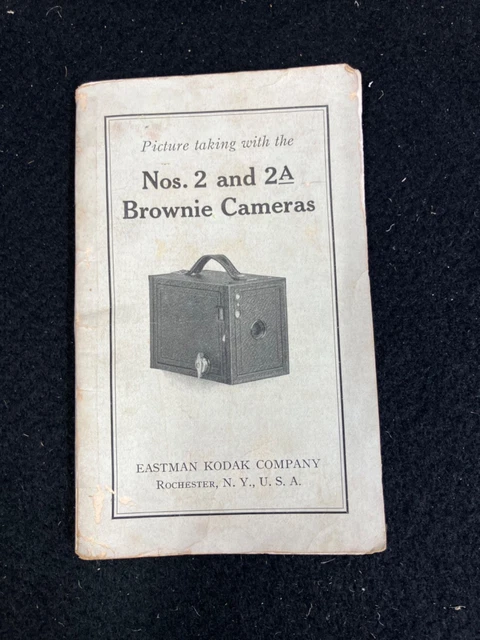 Picture taking with the
Nos. 2 and 2A
Brownie Cameras
EASTMAN KODAK COMPANY
ROCHESTER, N. Y., U. S. A.